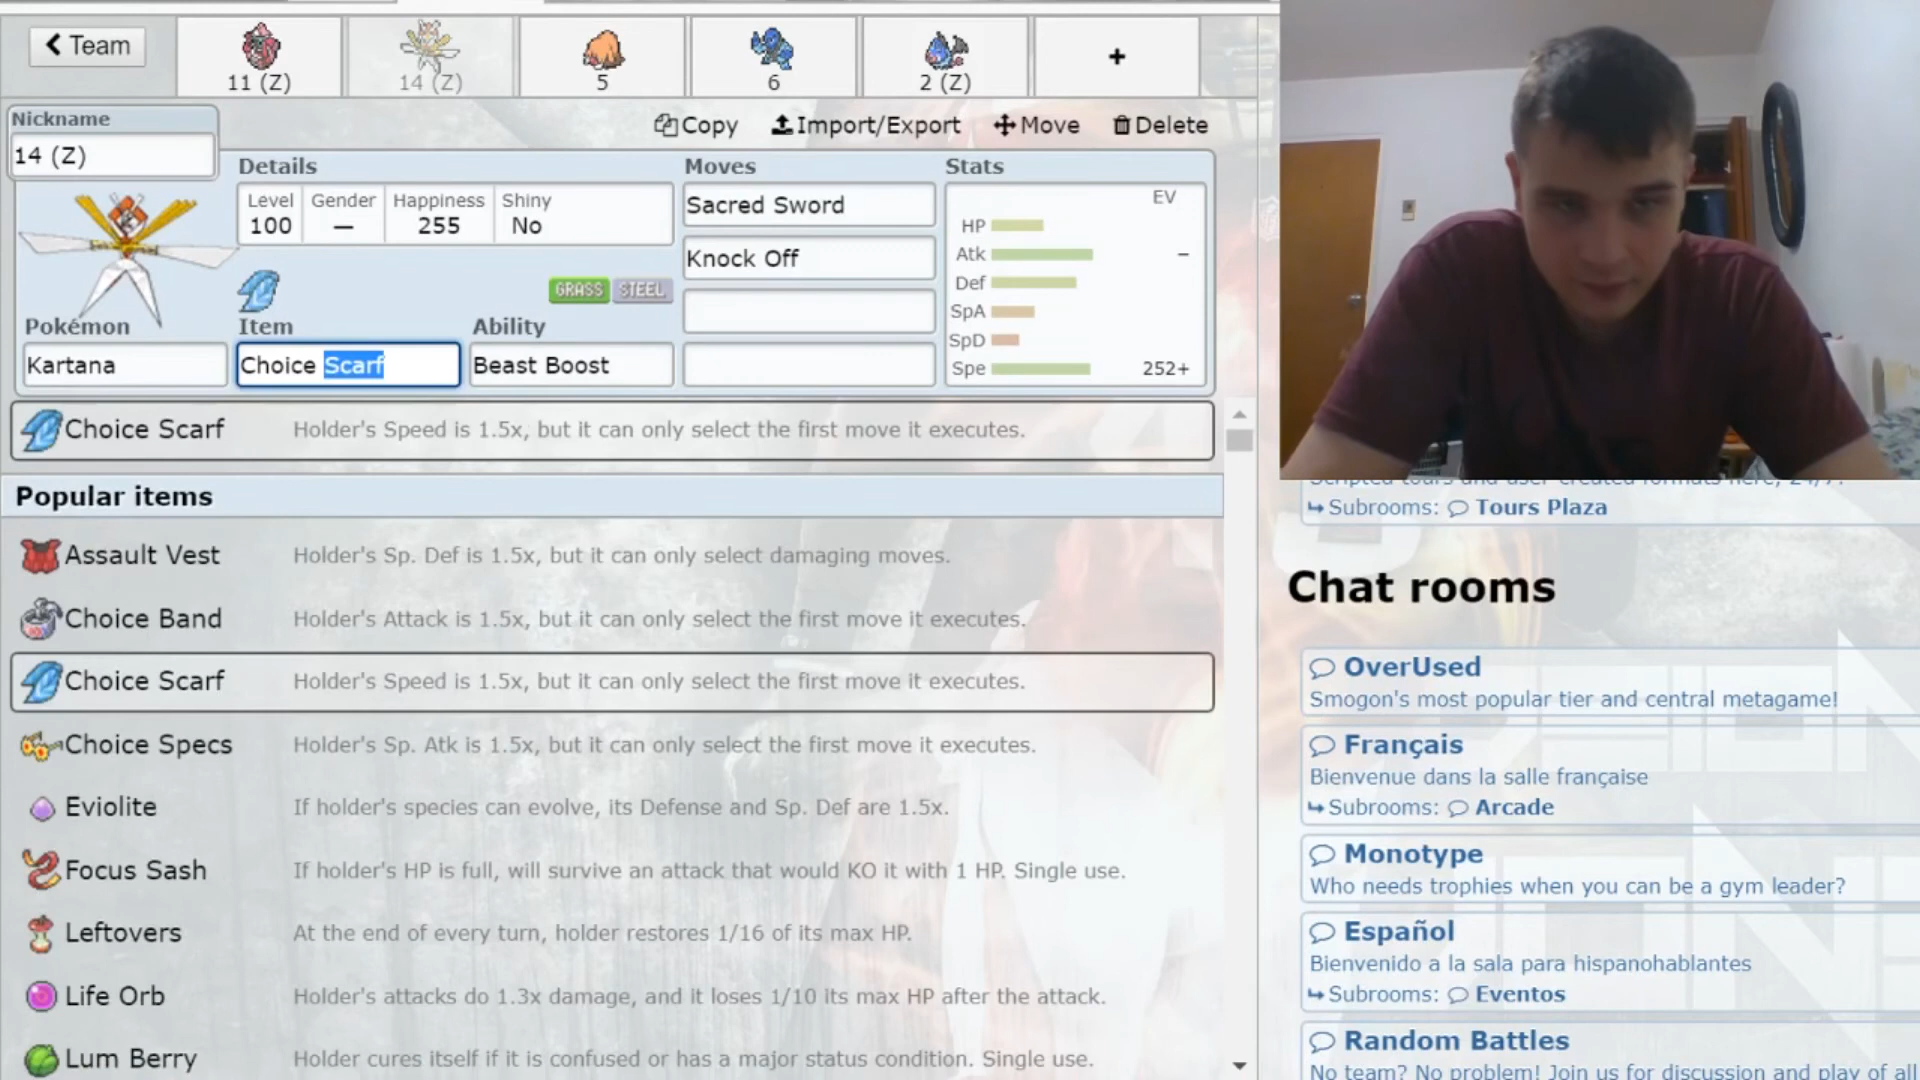 Team
11 (Z)
14 (Z)
5
6
2 (Z)
+
Nickname
14 (Z)
Copy
Import/Export
Move
Delete
Details
Level
100
Gender
—
Happiness
255
Shiny
No
GRASS
STEEL
Pokémon
Kartana
Item
Choice Scarf
Ability
Beast Boost
Moves
Sacred Sword
Knock Off
Stats
EV
HP
Atk –
Def
SpA
SpD
Spe 252+
Choice Scarf Holder's Speed is 1.5x, but it can only select the first move it executes.
Popular items
Assault Vest Holder's Sp. Def is 1.5x, but it can only select damaging moves.
Choice Band Holder's Attack is 1.5x, but it can only select the first move it executes.
Choice Scarf Holder's Speed is 1.5x, but it can only select the first move it executes.
Choice Specs Holder's Sp. Atk is 1.5x, but it can only select the first move it executes.
Eviolite If holder's species can evolve, its Defense and Sp. Def are 1.5x.
Focus Sash If holder's HP is full, will survive an attack that would KO it with 1 HP. Single use.
Leftovers At the end of every turn, holder restores 1/16 of its max HP.
Life Orb Holder's attacks do 1.3x damage, and it loses 1/10 its max HP after the attack.
Lum Berry Holder cures itself if it is confused or has a major status condition. Single use.
Scripted tours and user created formats here, 24/7!
↪ Subrooms: Tours Plaza
Chat rooms
OverUsed
Smogon's most popular tier and central metagame!
Français
Bienvenue dans la salle française
↪ Subrooms: Arcade
Monotype
Who needs trophies when you can be a gym leader?
Español
Bienvenido a la sala para hispanohablantes
↪ Subrooms: Eventos
Random Battles
No team? No problem! Join us for discussion and play of all